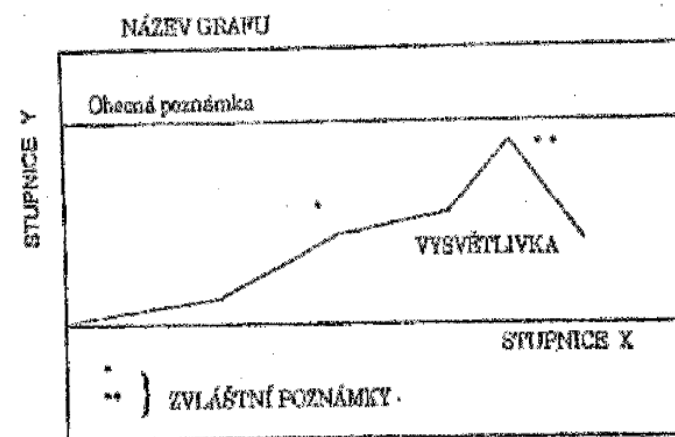 NÁZEV GRAFU
Obecná poznámka
STUPNICE Y
*
**
VYSVĚTLIVKA
STUPNICE X
*
** } ZVLÁŠTNÍ POZNÁMKY